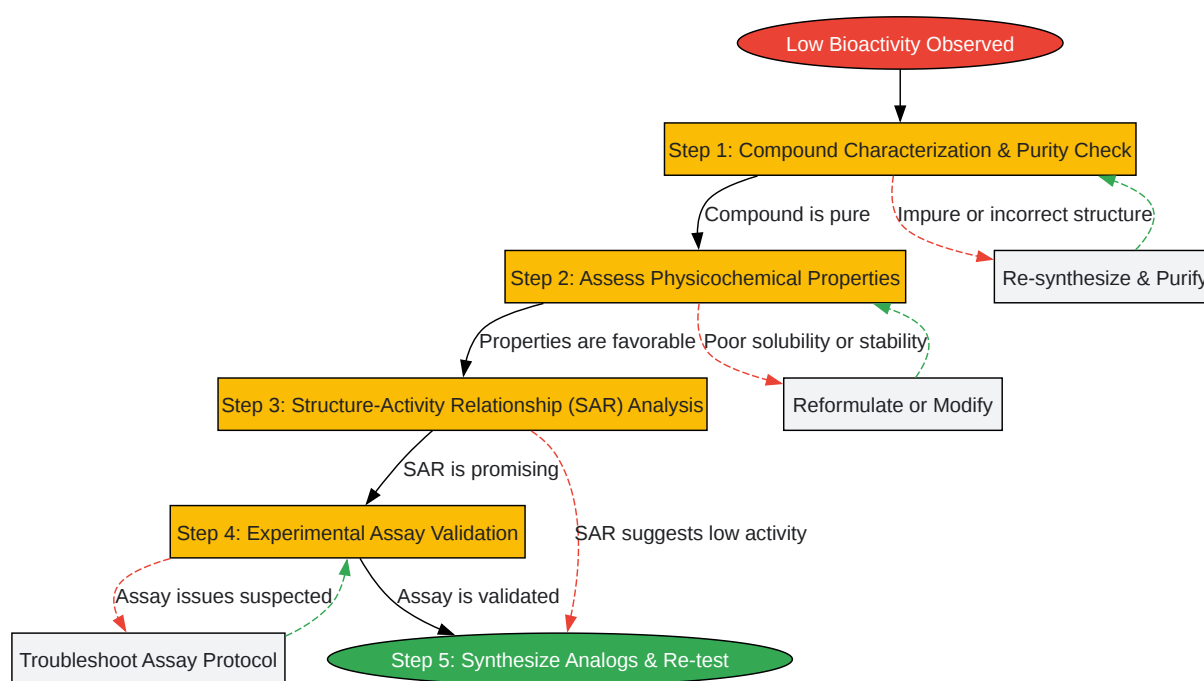 Low Bioactivity Observed
Step 1: Compound Characterization & Purity Check
Compound is pure
Impure or incorrect structure
Step 2: Assess Physicochemical Properties
Re-synthesize & Purify
Properties are favorable
Poor solubility or stability
Step 3: Structure-Activity Relationship (SAR) Analysis
Reformulate or Modify
SAR is promising
Step 4: Experimental Assay Validation
SAR suggests low activity
Assay issues suspected
Assay is validated
Troubleshoot Assay Protocol
Step 5: Synthesize Analogs & Re-test